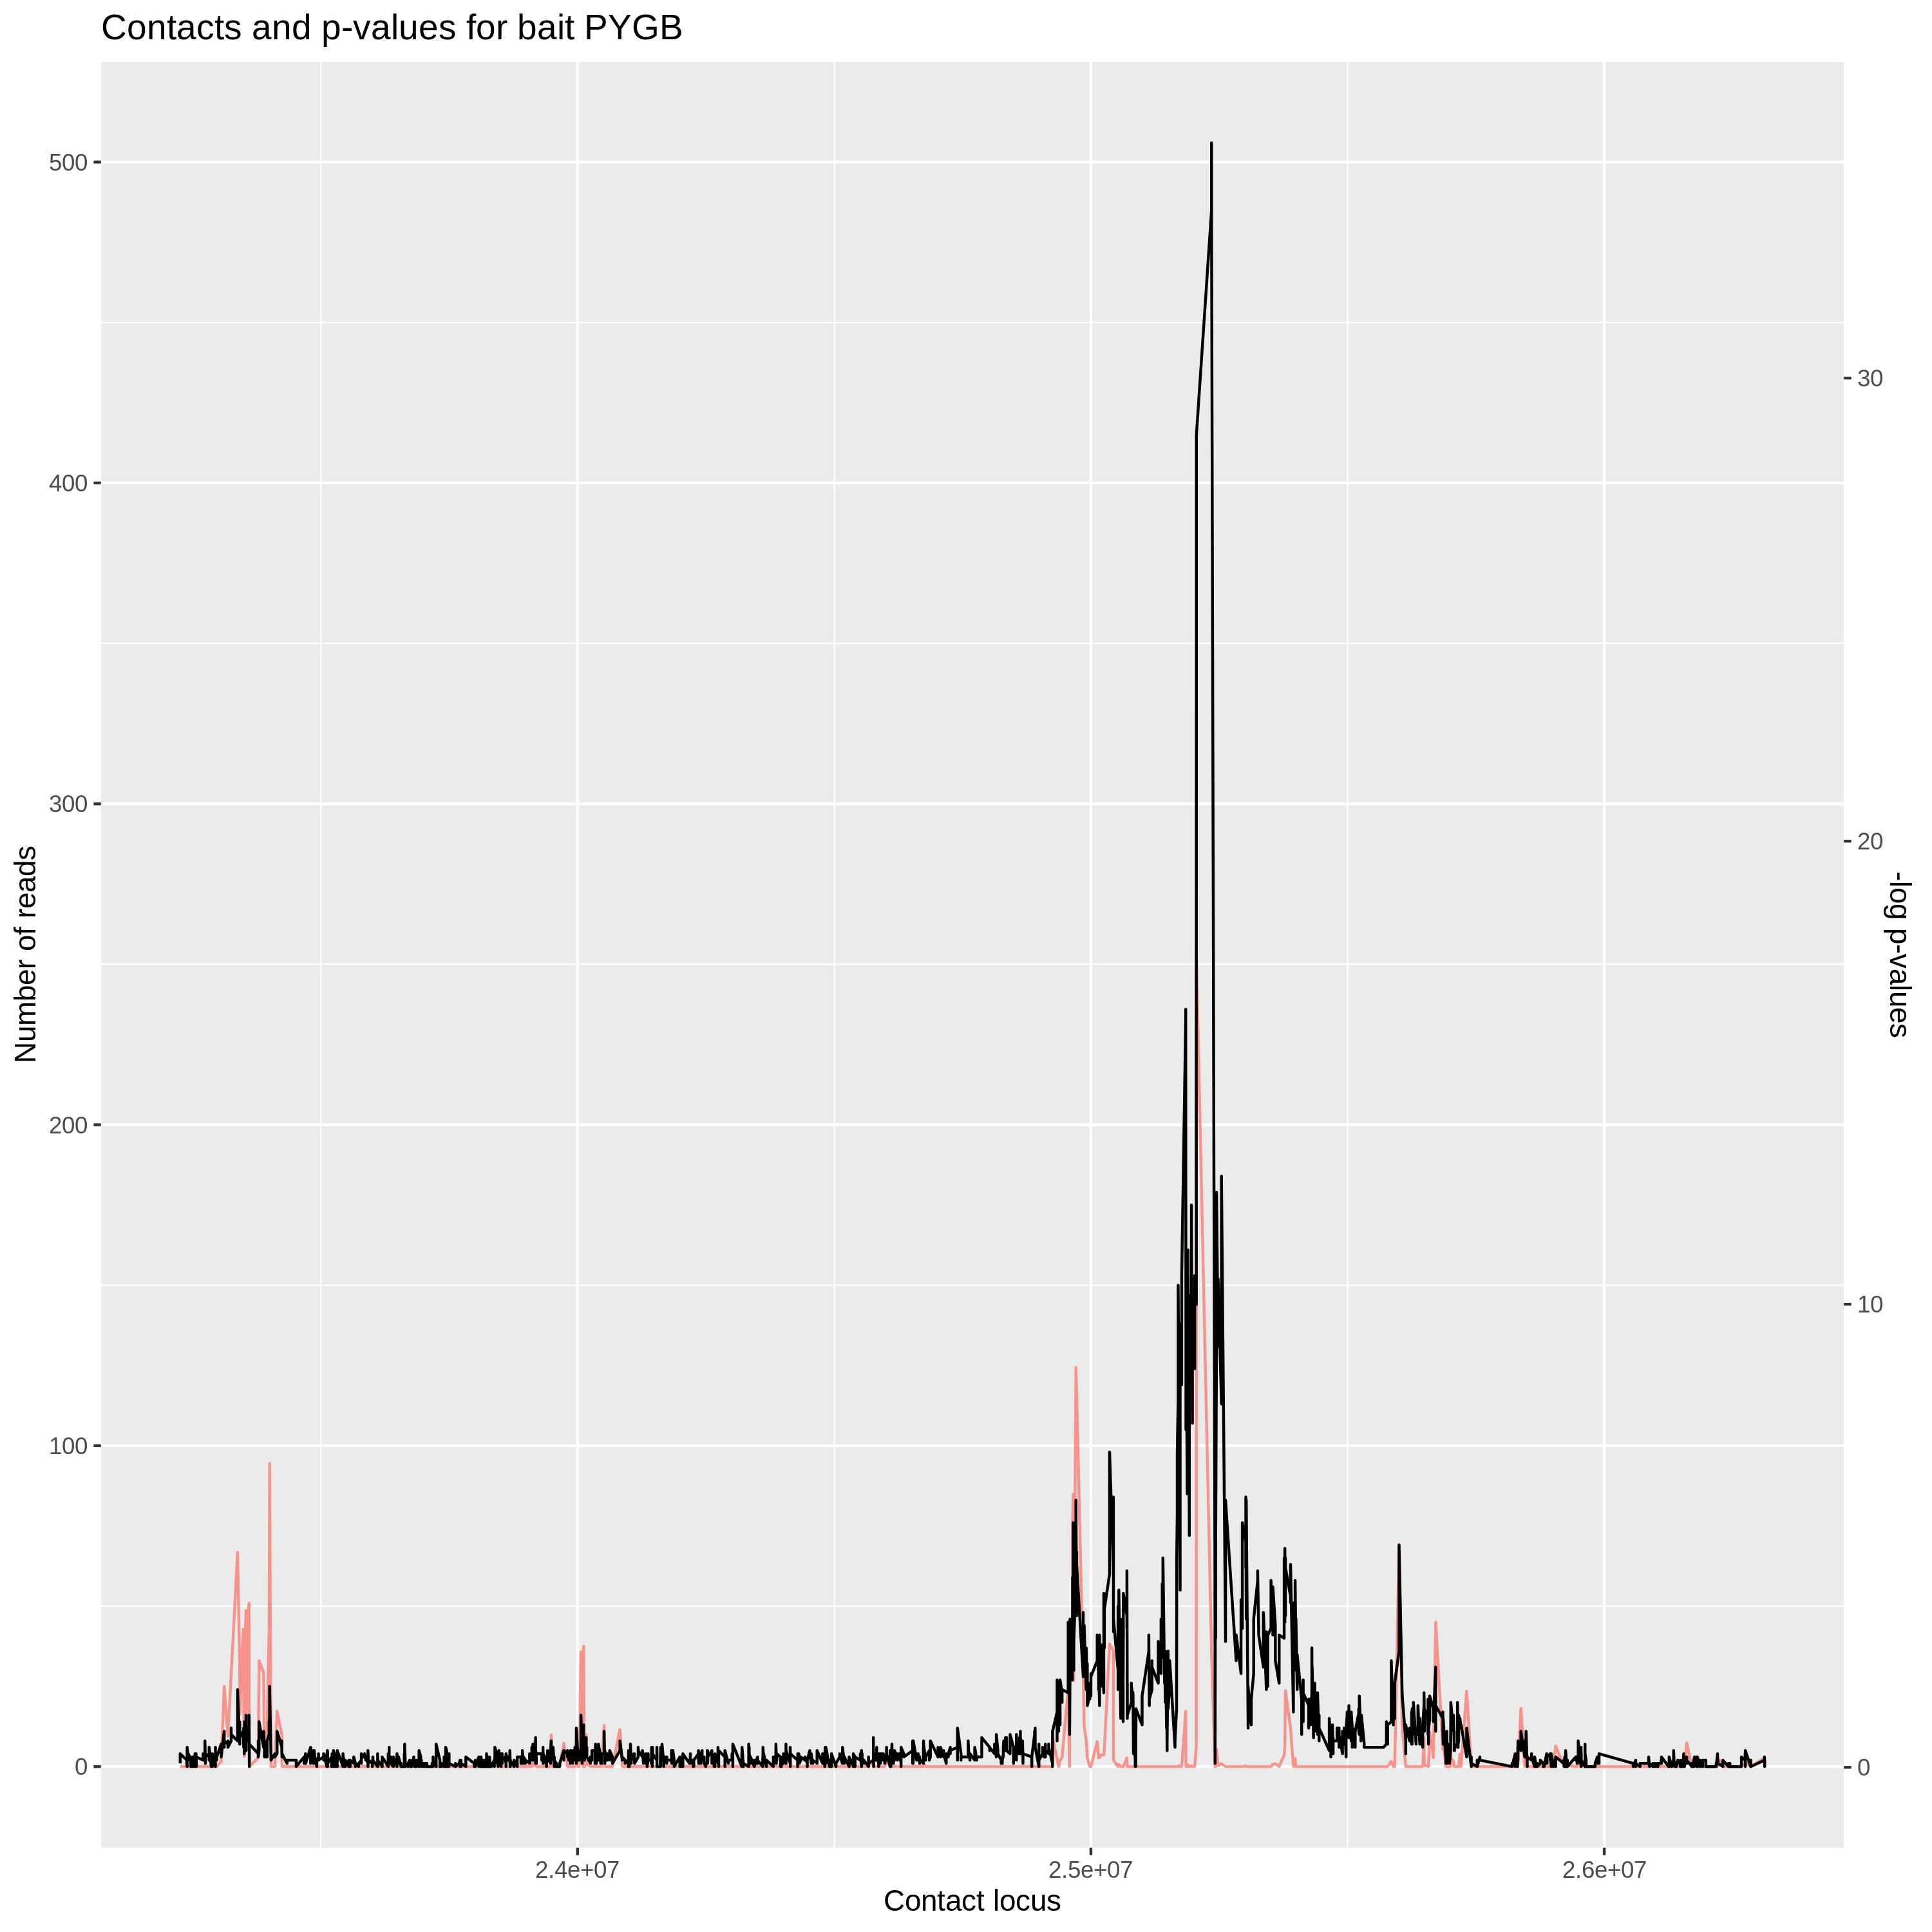 Contacts and p-values for bait PYGB
500
400
300
200
100
0
Number of reads
30
20
10
0
-log p-values
2.4e+07
2.5e+07
2.6e+07
Contact locus